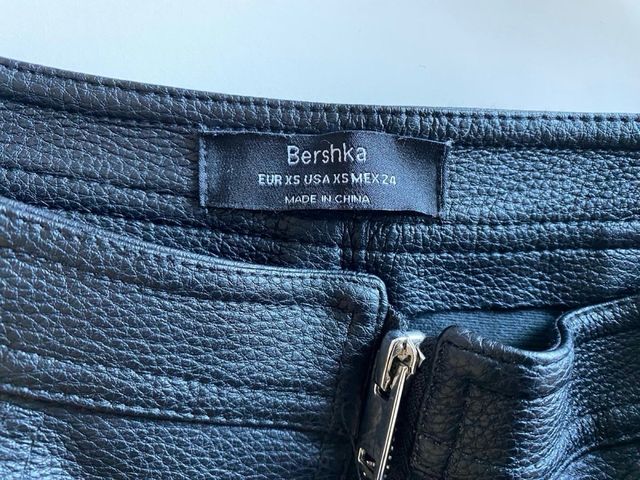 Bershka
EUR XS USA XS MEX 24
MADE IN CHINA